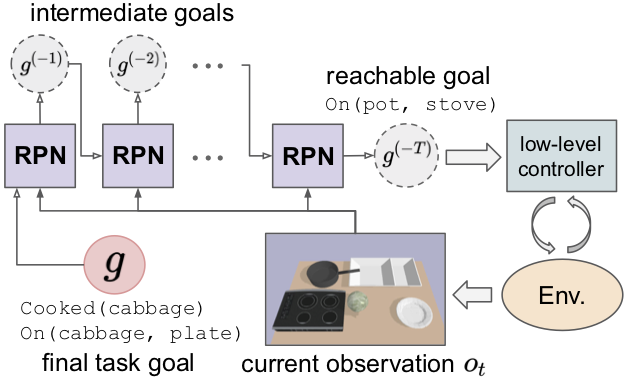 intermediate goals
g^{(-1)}
g^{(-2)}
...
reachable goal
On(pot, stove)
RPN
RPN
...
RPN
g^{(-T)}
low-level
controller
g
Cooked(cabbage)
On(cabbage, plate)
final task goal
current observation o_t
Env.